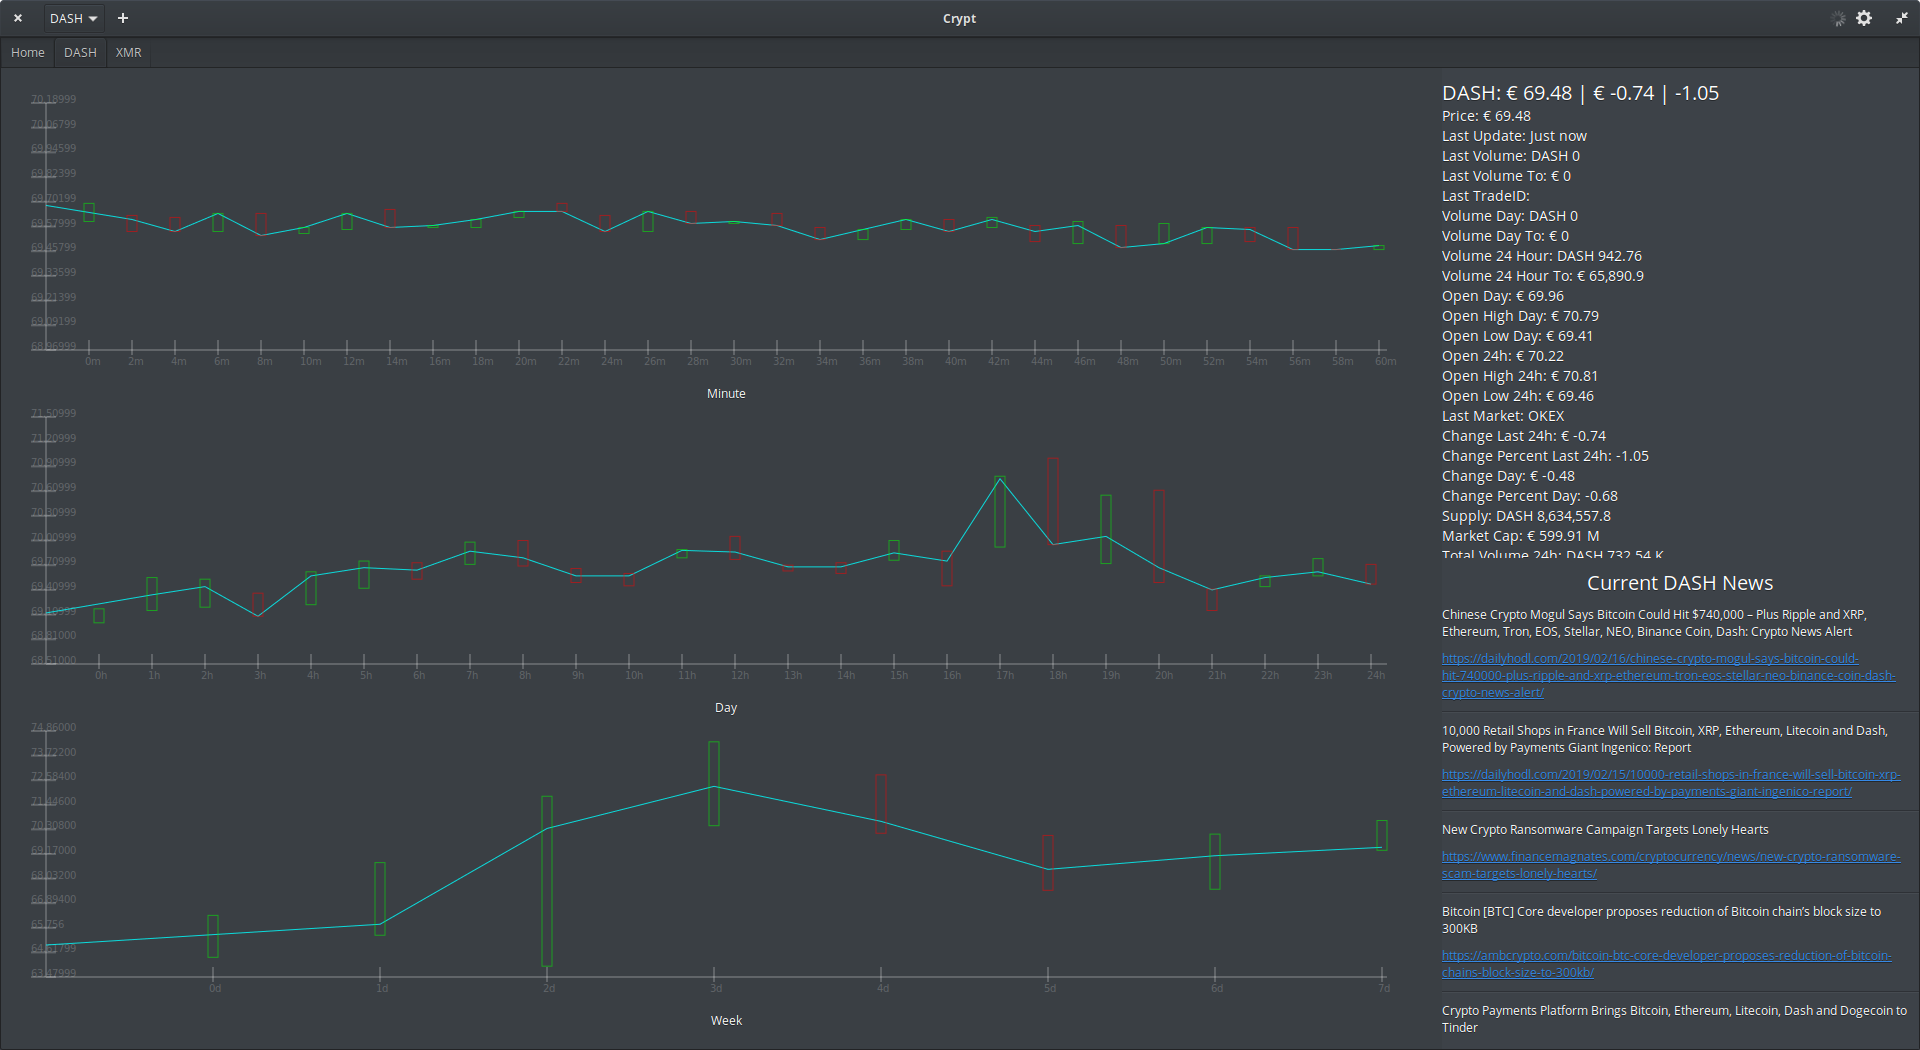 DASH
Crypt
Home DASH XMR
70.18999
70.06799
69.94599
69.82399
69.70199
69.57999
69.45799
69.33599
69.21399
69.09199
68.96999
0m 2m 4m 6m 8m 10m 12m 14m 16m 18m 20m 22m 24m 26m 28m 30m 32m 34m 36m 38m 40m 42m 44m 46m 48m 50m 52m 54m 56m 58m 60m
Minute
71.50999
71.20999
70.90999
70.60999
70.30999
70.00999
69.70999
69.40999
69.10999
68.81000
68.51000
0h 1h 2h 3h 4h 5h 6h 7h 8h 9h 10h 11h 12h 13h 14h 15h 16h 17h 18h 19h 20h 21h 22h 23h 24h
Day
74.86000
73.72200
72.58400
71.44600
70.30800
69.17000
68.03200
66.89400
65.756
64.61799
63.47999
0d 1d 2d 3d 4d 5d 6d 7d
Week
DASH: € 69.48 | € -0.74 | -1.05
Price: € 69.48
Last Update: Just now
Last Volume: DASH 0
Last Volume To: € 0
Last TradeID:
Volume Day: DASH 0
Volume Day To: € 0
Volume 24 Hour: DASH 942.76
Volume 24 Hour To: € 65,890.9
Open Day: € 69.96
Open High Day: € 70.79
Open Low Day: € 69.41
Open 24h: € 70.22
Open High 24h: € 70.81
Open Low 24h: € 69.46
Last Market: OKEX
Change Last 24h: € -0.74
Change Percent Last 24h: -1.05
Change Day: € -0.48
Change Percent Day: -0.68
Supply: DASH 8,634,557.8
Market Cap: € 599.91 M
Total Volume 24h: DASH 732.54 K
Current DASH News
Chinese Crypto Mogul Says Bitcoin Could Hit $740,000 – Plus Ripple and XRP,
Ethereum, Tron, EOS, Stellar, NEO, Binance Coin, Dash: Crypto News Alert
https://dailyhodl.com/2019/02/16/chinese-crypto-mogul-says-bitcoin-could-
hit-740000-plus-ripple-and-xrp-ethereum-tron-eos-stellar-neo-binance-coin-dash-
crypto-news-alert/
10,000 Retail Shops in France Will Sell Bitcoin, XRP, Ethereum, Litecoin and Dash,
Powered by Payments Giant Ingenico: Report
https://dailyhodl.com/2019/02/15/10000-retail-shops-in-france-will-sell-bitcoin-xrp-
ethereum-litecoin-and-dash-powered-by-payments-giant-ingenico-report/
New Crypto Ransomware Campaign Targets Lonely Hearts
https://www.financemagnates.com/cryptocurrency/news/new-crypto-ransomware-
scam-targets-lonely-hearts/
Bitcoin [BTC] Core developer proposes reduction of Bitcoin chain’s block size to
300KB
https://ambcrypto.com/bitcoin-btc-core-developer-proposes-reduction-of-bitcoin-
chains-block-size-to-300kb/
Crypto Payments Platform Brings Bitcoin, Ethereum, Litecoin, Dash and Dogecoin to
Tinder